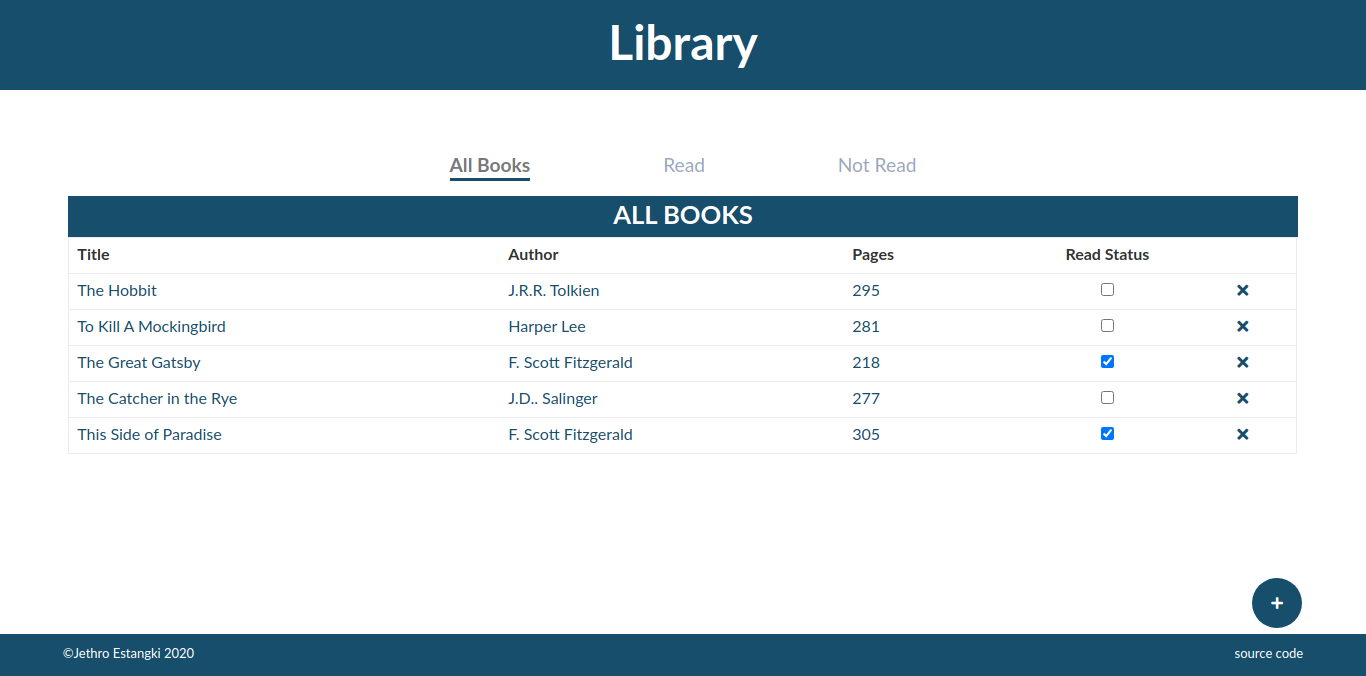 Library
All Books Read Not Read
ALL BOOKS
Title Author Pages Read Status
The Hobbit J.R.R. Tolkien 295
To Kill A Mockingbird Harper Lee 281
The Great Gatsby F. Scott Fitzgerald 218
The Catcher in the Rye J.D.. Salinger 277
This Side of Paradise F. Scott Fitzgerald 305
+
©Jethro Estangki 2020 source code